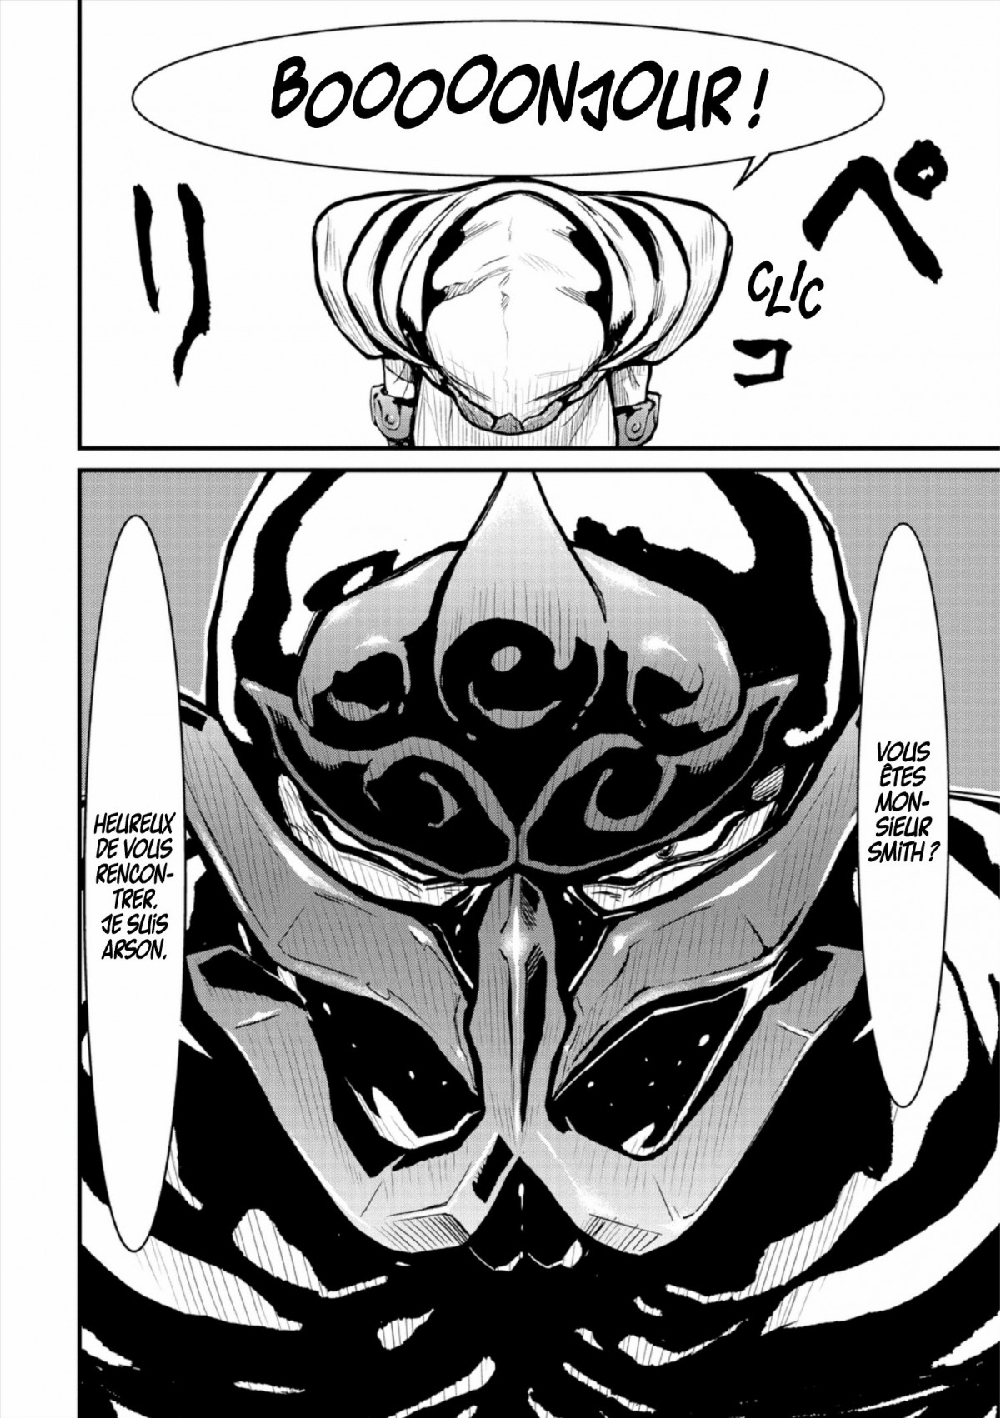 BOOOOONJOUR !
ペ
コ
リ
CLIC
VOUS
ÊTES
MON-
SIEUR
SMITH ?
HEUREUX
DE VOUS
RENCON-
TRER.
JE SUIS
ARSON.